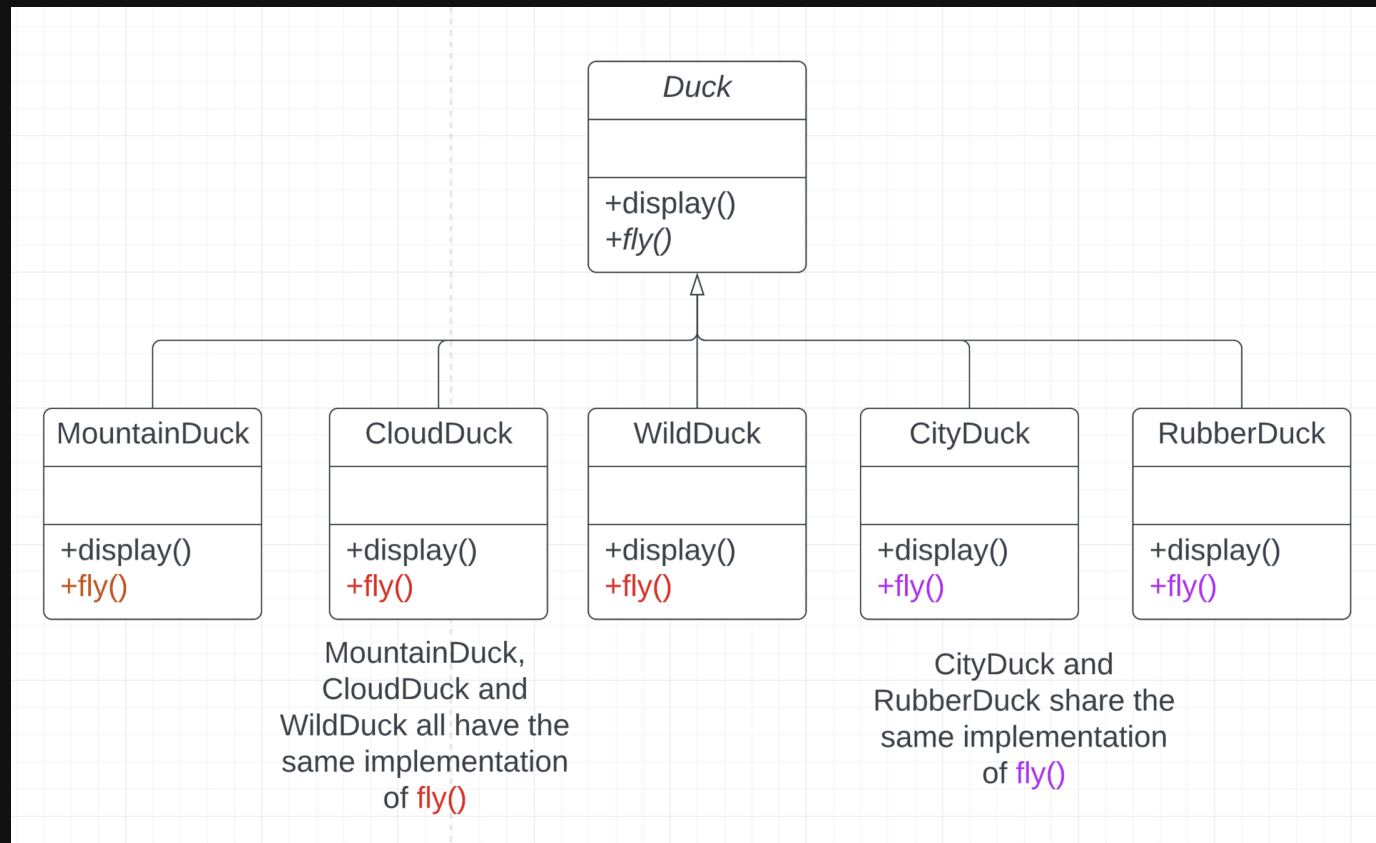 Duck
+display()
+fly()
MountainDuck
+display()
+fly()
CloudDuck
+display()
+fly()
WildDuck
+display()
+fly()
CityDuck
+display()
+fly()
RubberDuck
+display()
+fly()
MountainDuck,
CloudDuck and
WildDuck all have the
same implementation
of fly()
CityDuck and
RubberDuck share the
same implementation
of fly()